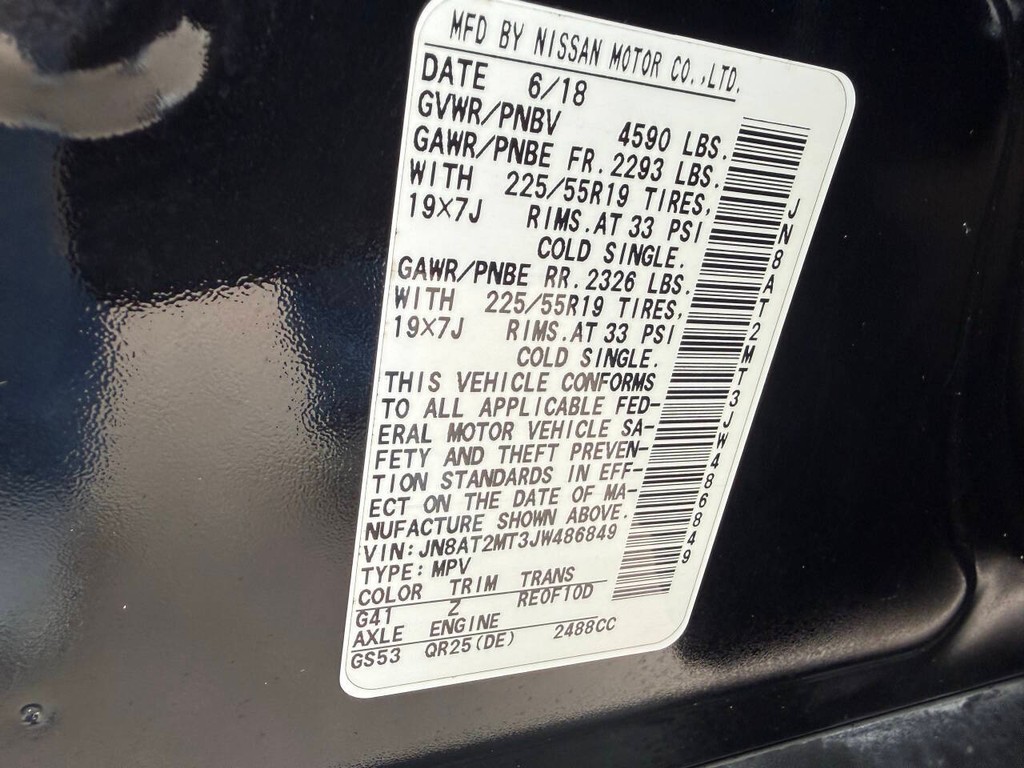 MFD BY NISSAN MOTOR CO.,LTD.
DATE 6/18
GVWR/PNBV 4590 LBS.
GAWR/PNBE FR. 2293 LBS.
WITH 225/55R19 TIRES,
19×7J RIMS.AT 33 PSI
COLD SINGLE.
GAWR/PNBE RR. 2326 LBS.
WITH 225/55R19 TIRES,
19×7J RIMS.AT 33 PSI
COLD SINGLE.
THIS VEHICLE CONFORMS
TO ALL APPLICABLE FED-
ERAL MOTOR VEHICLE SA-
FETY AND THEFT PREVEN-
TION STANDARDS IN EFF-
ECT ON THE DATE OF MA-
NUFACTURE SHOWN ABOVE.
VIN:JN8AT2MT3JW486849
TYPE:MPV
COLOR TRIM TRANS
G41 Z RE0F10D
AXLE ENGINE
GS53 QR25(DE) 2488CC
JN8AT2MT3JW486849